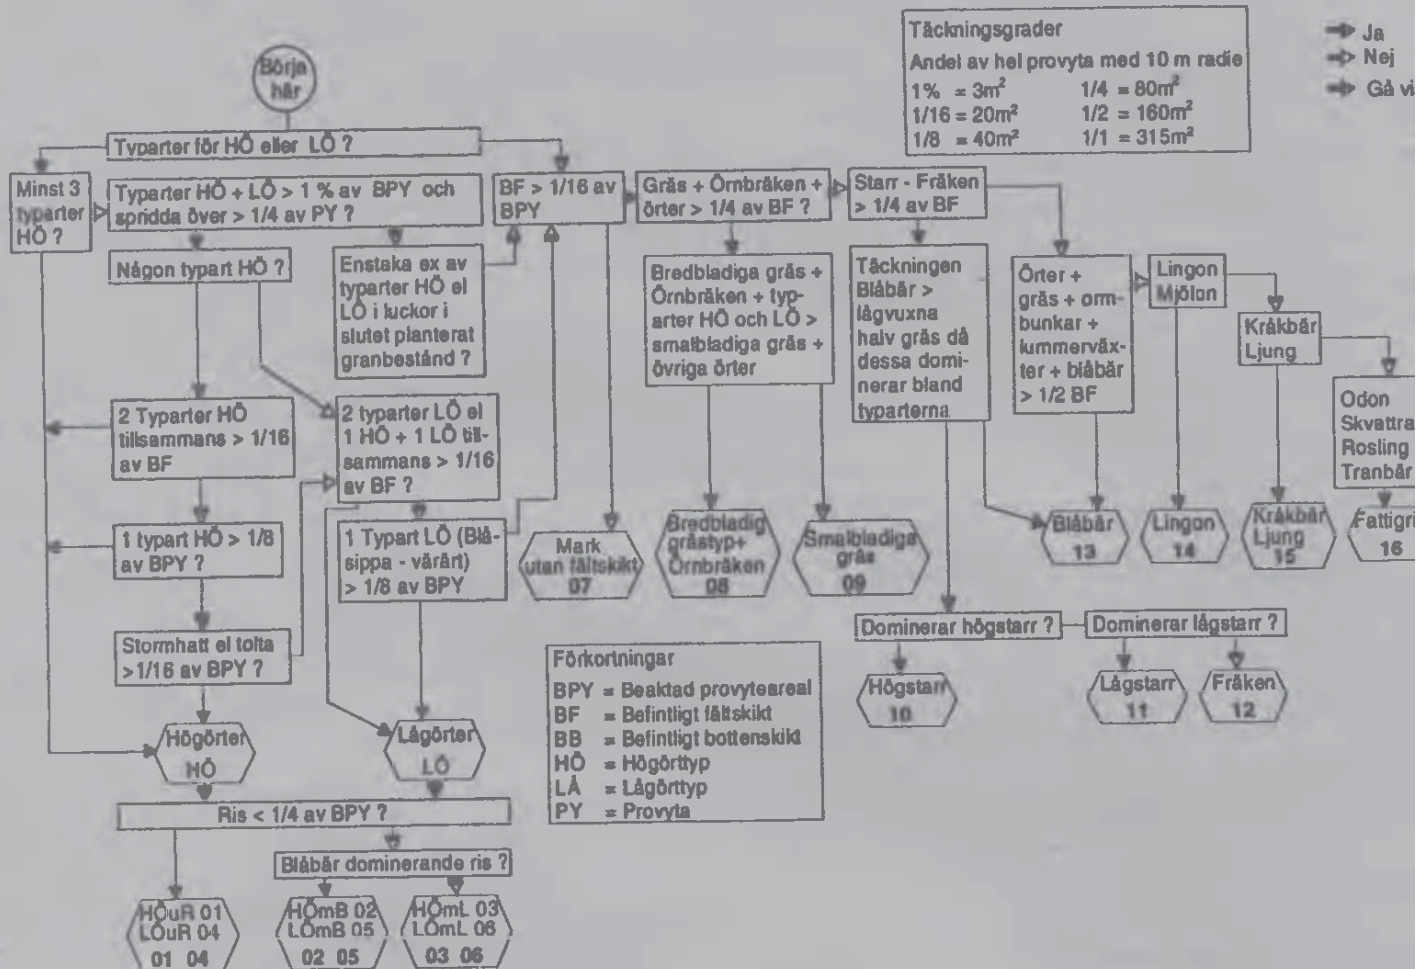 Börja
här
Täckningsgrader
Andel av hel provyta med 10 m radie
1% = 3m² 1/4 = 80m²
1/16 = 20m² 1/2 = 160m²
1/8 = 40m² 1/1 = 315m²
Ja
Nej
Gå vi
Typarter för HÖ eller LÖ ?
Minst 3
typarter
HÖ ?
Typarter HÖ + LÖ > 1 % av BPY och
spridda över > 1/4 av PY ?
BF > 1/16 av
BPY
Gräs + Örnbräken +
örter > 1/4 av BF ?
Starr - Fräken
> 1/4 av BF
Någon typart HÖ ?
Enstaka ex av
typarter HÖ el
LÖ i luckor i
slutet planterat
granbestånd ?
Bredbladiga gräs +
Örnbräken + typ-
arter HÖ och LÖ >
smalbladiga gräs +
övriga örter
Täckningen
Blåbär >
lågvuxna
halv gräs då
dessa domi-
nerar bland
typarterna
Örter +
gräs + orm-
bunkar +
lummerväx-
ter + blåbär
> 1/2 BF
Lingon
Mjölon
Kråkbär
Ljung
Odon
Skvattra
Rosling
Tranbär
2 Typarter HÖ
tillsammans > 1/16
av BF
2 typarter LÖ el
1 HÖ + 1 LÖ till-
sammans > 1/16
av BF ?
1 typart HÖ > 1/8
av BPY ?
1 Typart LÖ (Blå-
sippa - vårärt)
> 1/8 av BPY
Mark
utan fältskikt
07
Bredbladig
grästyp+
Örnbräken
08
Smalbladiga
gräs
09
Blåbär
13
Lingon
14
Kråkbär
Ljung
15
Fattigri
16
Stormhatt el tolta
>1/16 av BPY ?
Dominerar högstarr ?
Dominerar lågstarr ?
Högstarr
10
Lågstarr
11
Fräken
12
Förkortningar
BPY = Beaktad provyteareal
BF = Befintligt fältskikt
BB = Befintligt bottenskikt
HÖ = Högörttyp
LÅ = Lågörttyp
PY = Provyta
Högörter
HÖ
Lågörter
LÖ
Ris < 1/4 av BPY ?
Blåbär dominerande ris ?
HÖuR 01
LÖuR 04
01 04
HÖmB 02
LÖmB 05
02 05
HÖmL 03
LÖmL 06
03 06